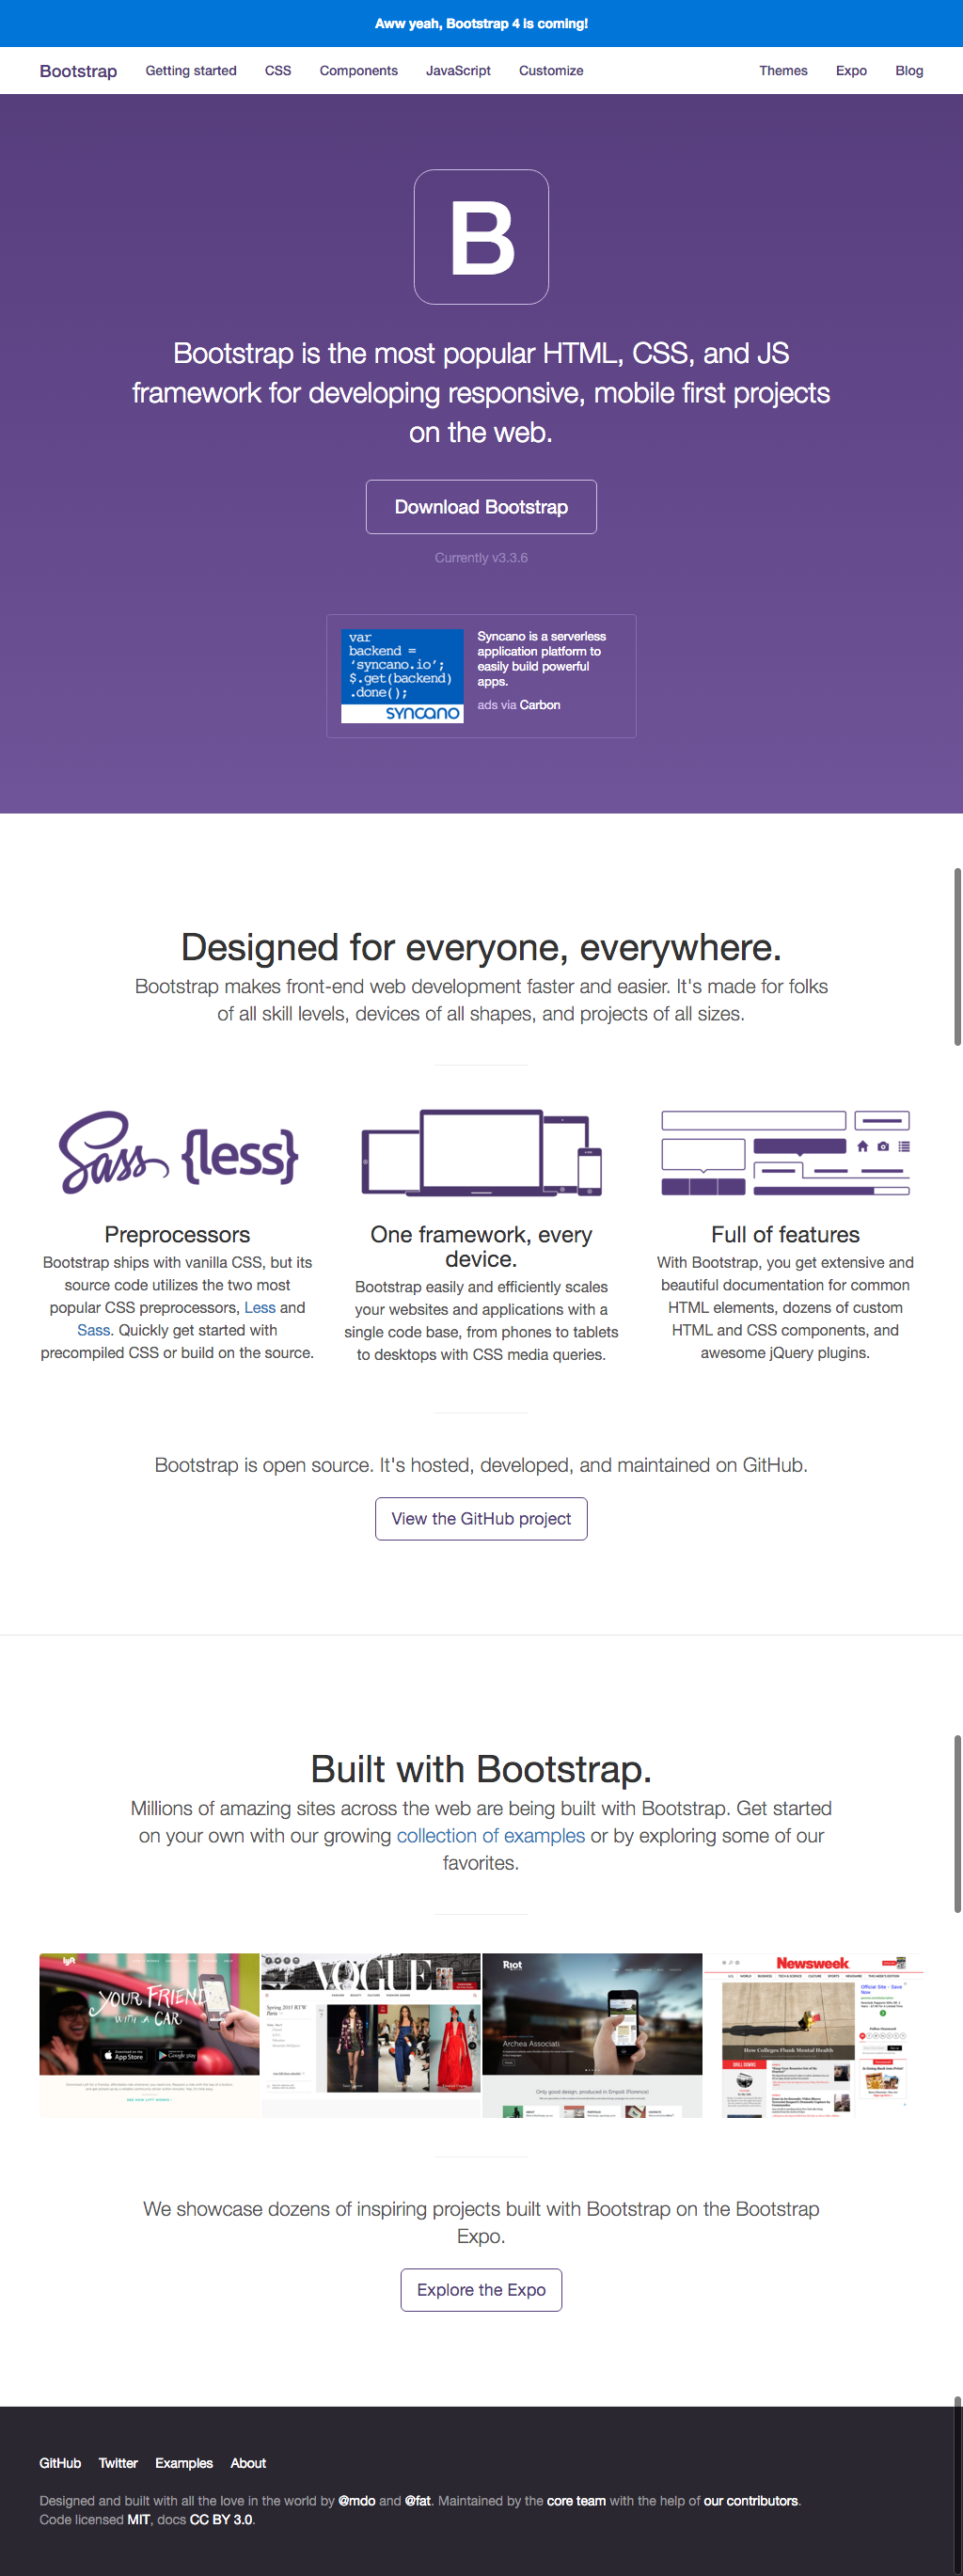 Aww yeah, Bootstrap 4 is coming!
Bootstrap Getting started CSS Components JavaScript Customize Themes Expo Blog
B
Bootstrap is the most popular HTML, CSS, and JS
framework for developing responsive, mobile first projects
on the web.
Download Bootstrap
Currently v3.3.6
var
backend =
‘syncano.io’;
$.get(backend)
.done();
syncano
Syncano is a serverless
application platform to
easily build powerful
apps.
ads via Carbon
Designed for everyone, everywhere.
Bootstrap makes front-end web development faster and easier. It's made for folks
of all skill levels, devices of all shapes, and projects of all sizes.
Sass {less}
Preprocessors
Bootstrap ships with vanilla CSS, but its
source code utilizes the two most
popular CSS preprocessors, Less and
Sass. Quickly get started with
precompiled CSS or build on the source.
One framework, every
device.
Bootstrap easily and efficiently scales
your websites and applications with a
single code base, from phones to tablets
to desktops with CSS media queries.
Full of features
With Bootstrap, you get extensive and
beautiful documentation for common
HTML elements, dozens of custom
HTML and CSS components, and
awesome jQuery plugins.
Bootstrap is open source. It's hosted, developed, and maintained on GitHub.
View the GitHub project
Built with Bootstrap.
Millions of amazing sites across the web are being built with Bootstrap. Get started
on your own with our growing collection of examples or by exploring some of our
favorites.
lyft
YOUR FRIEND
WITH A CAR
App Store
Google play
VOGUE
Spring 2015 RTW
Paris
Riot
Archea Associati
Only good design, produced in Empoli (Florence)
Newsweek
How Colleges Flunk Mental Health
Official Site - Save
Now
We showcase dozens of inspiring projects built with Bootstrap on the Bootstrap
Expo.
Explore the Expo
GitHub Twitter Examples About
Designed and built with all the love in the world by @mdo and @fat. Maintained by the core team with the help of our contributors.
Code licensed MIT, docs CC BY 3.0.